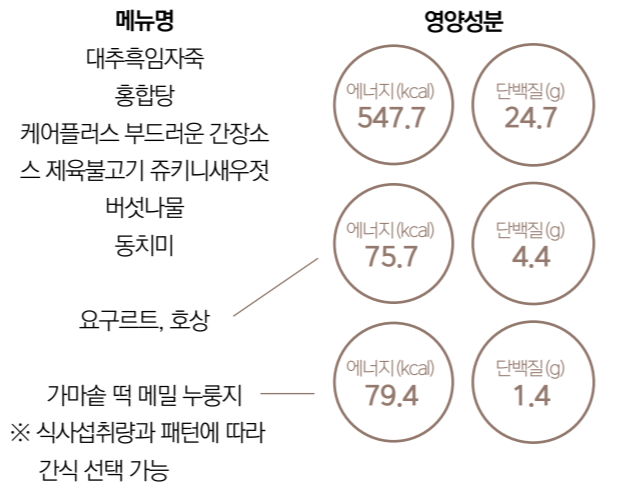 메뉴명
대추흑임자죽
홍합탕
케어플러스 부드러운 간장소
스 제육불고기 쥬키니새우젓
버섯나물
동치미
요구르트, 호상
가마솥 떡 메밀 누룽지
※ 식사섭취량과 패턴에 따라
간식 선택 가능
영양성분
에너지(kcal)
547.7
단백질(g)
24.7
에너지(kcal)
75.7
단백질(g)
4.4
에너지(kcal)
79.4
단백질(g)
1.4